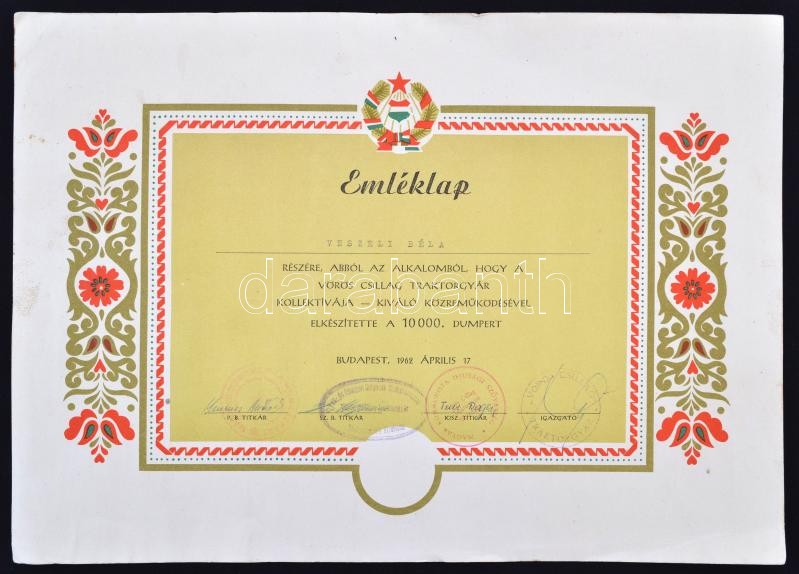 Emléklap
VESZELI BÉLA
RÉSZÉRE, ABBÓL AZ ALKALOMBÓL, HOGY A
VÖRÖS CSILLAG TRAKTORGYÁR
KOLLEKTÍVÁJA – KIVÁLÓ KÖZREMŰKÖDÉSÉVEL
ELKÉSZÍTETTE A 10000. DUMPERT
darabanth
BUDAPEST, 1962 ÁPRILIS 17
P. B. TITKÁR SZ. B. TITKÁR KISZ. TITKÁR IGAZGATÓ